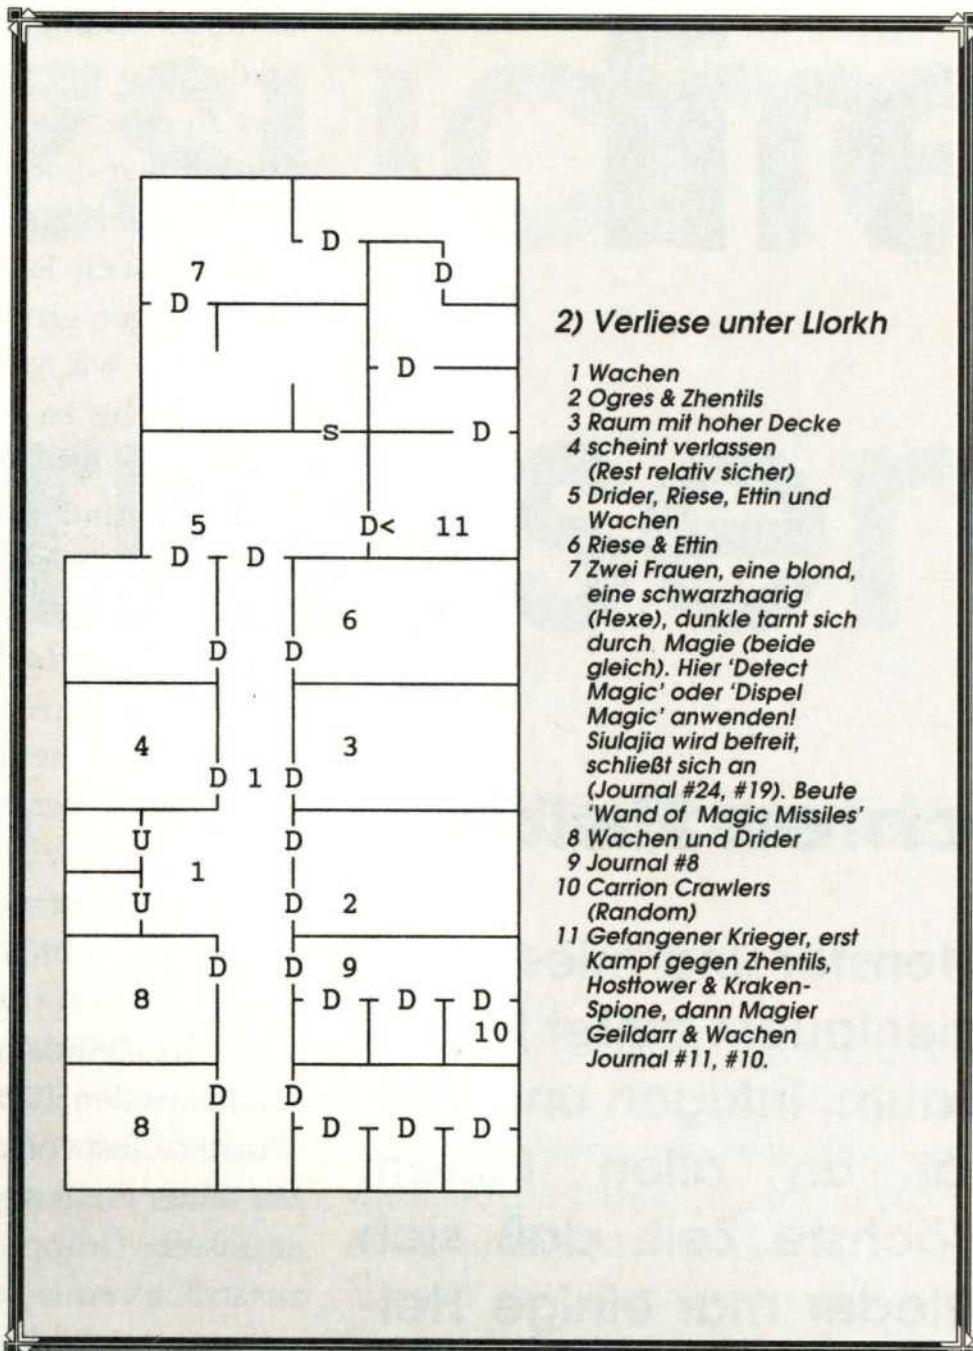 D
7
D
D
D
S
D
5
D<
11
D
D
6
D
D
4
3
D
1
D
U
D
1
U
D
2
D
D
9
8
D
D
D
10
D
D
8
D
D
D
2) Verliese unter Llorkh
1 Wachen
2 Ogres & Zhentils
3 Raum mit hoher Decke
4 scheint verlassen
(Rest relativ sicher)
5 Drider, Riese, Ettin und
Wachen
6 Riese & Ettin
7 Zwei Frauen, eine blond,
eine schwarzhaarig
(Hexe), dunkle tarnt sich
durch Magie (beide
gleich). Hier 'Detect
Magic' oder 'Dispel
Magic' anwenden!
Siulajia wird befreit,
schließt sich an
(Journal #24, #19). Beute
'Wand of Magic Missiles'
8 Wachen und Drider
9 Journal #8
10 Carrion Crawlers
(Random)
11 Gefangener Krieger, erst
Kampf gegen Zhentils,
Hosttower & Kraken-
Spione, dann Magier
Geildarr & Wachen
Journal #11, #10.